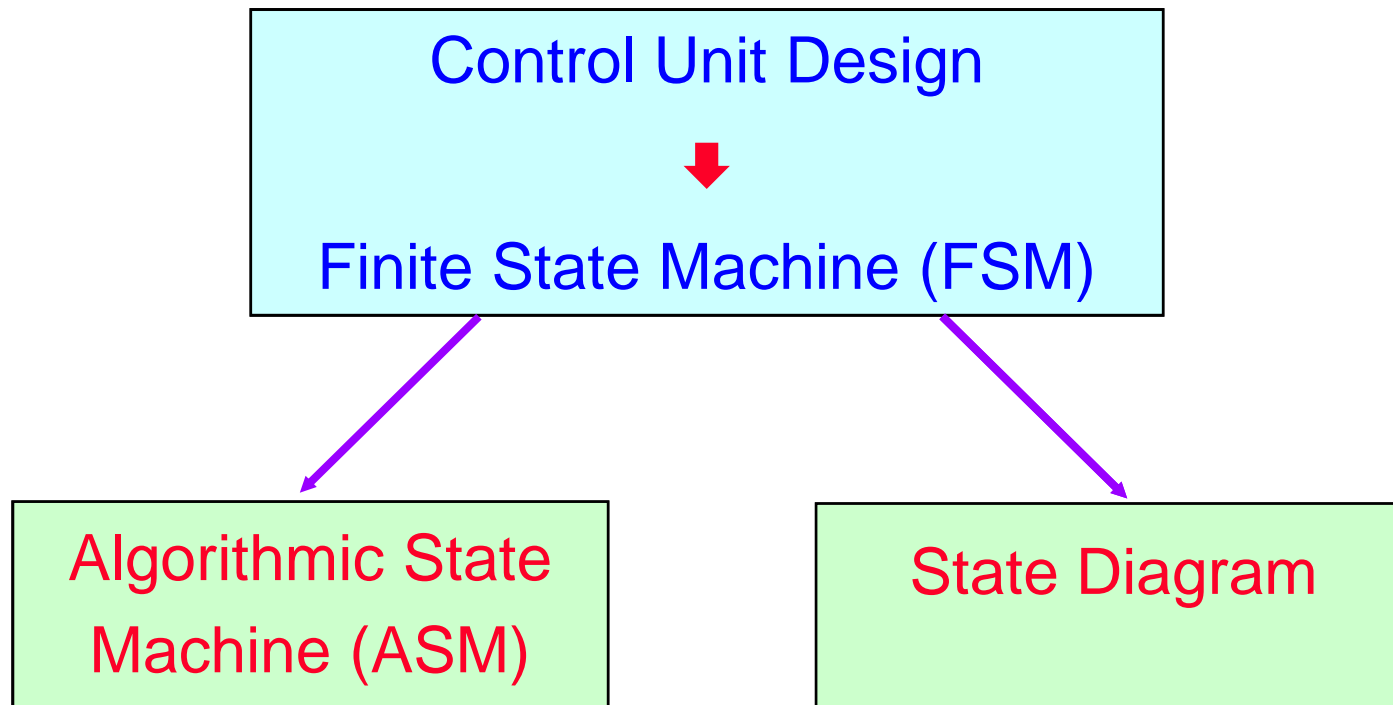 Control Unit Design
Finite State Machine (FSM)
Algorithmic State
Machine (ASM)
State Diagram